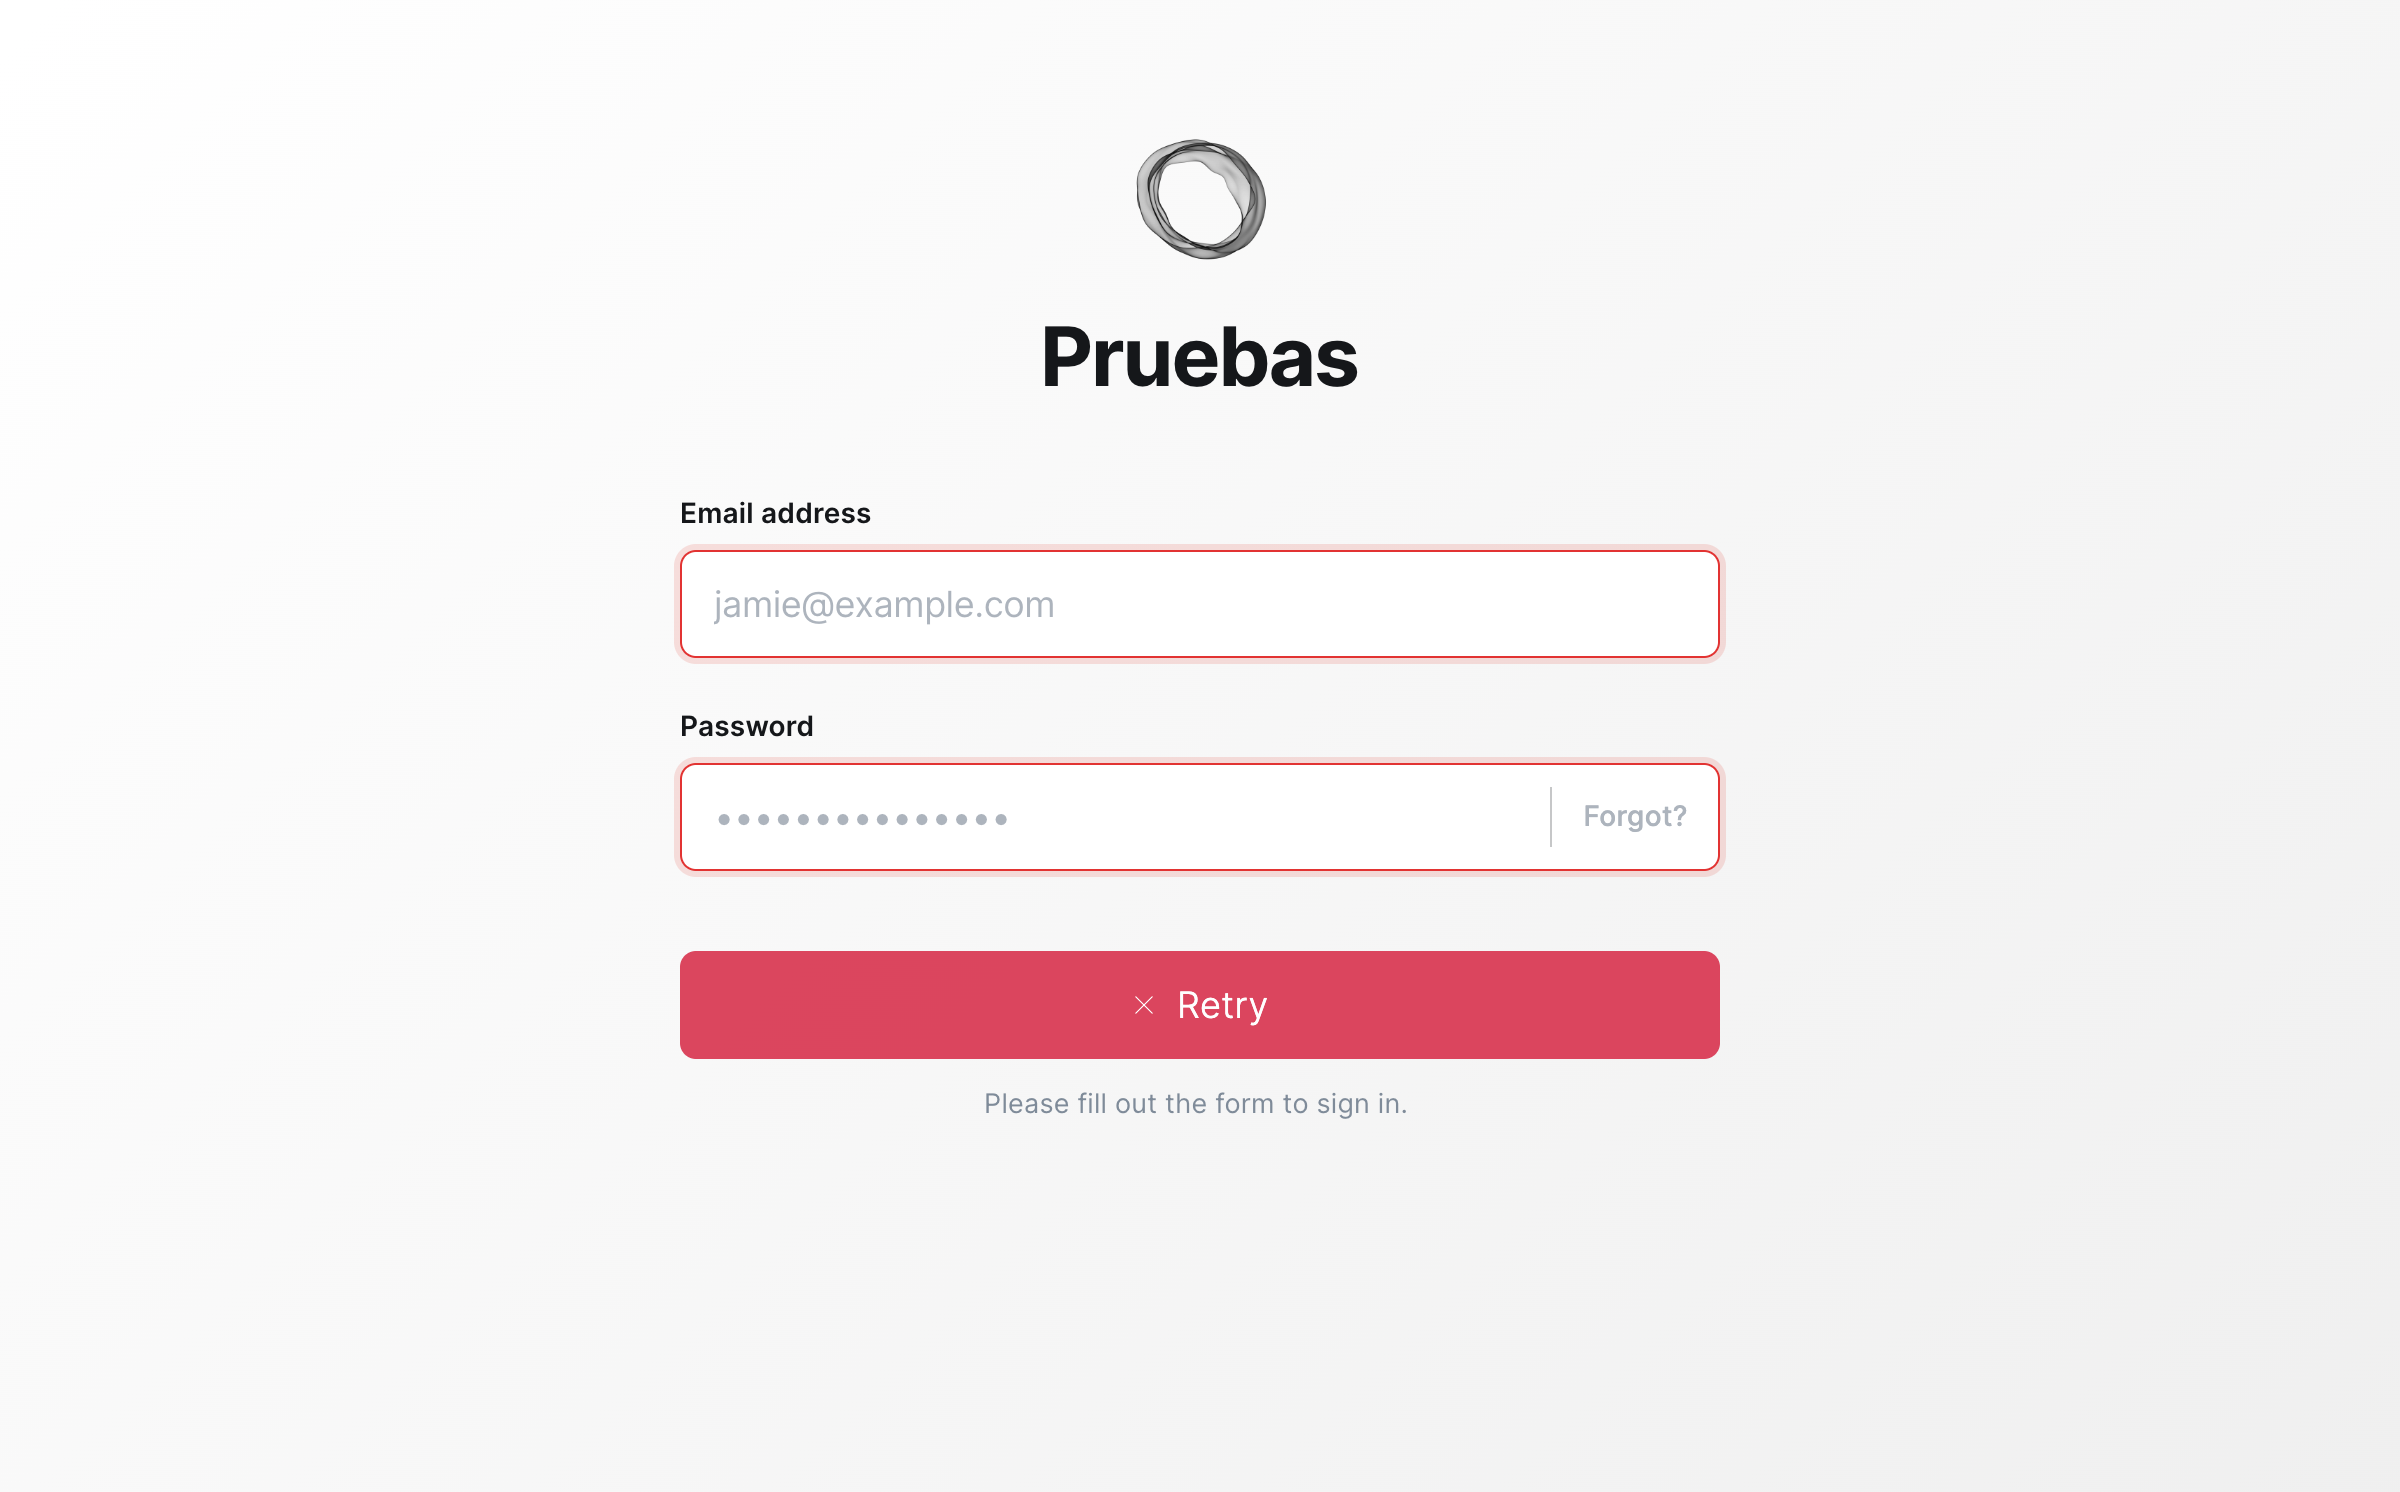 Pruebas
Email address
jamie@example.com
Password
•••••••••••••••
Forgot?
Retry
Please fill out the form to sign in.